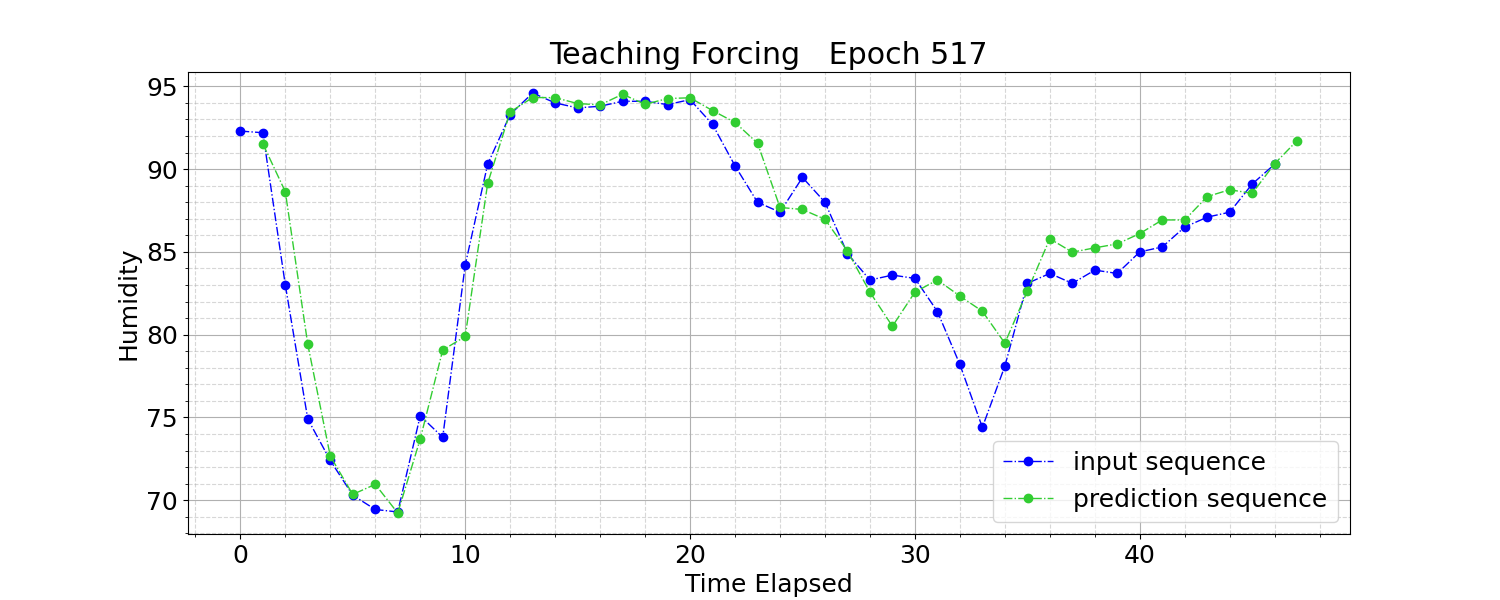 Teaching Forcing   Epoch 517
95
90
85
80
75
70
Humidity
0 10 20 30 40
Time Elapsed
input sequence
prediction sequence